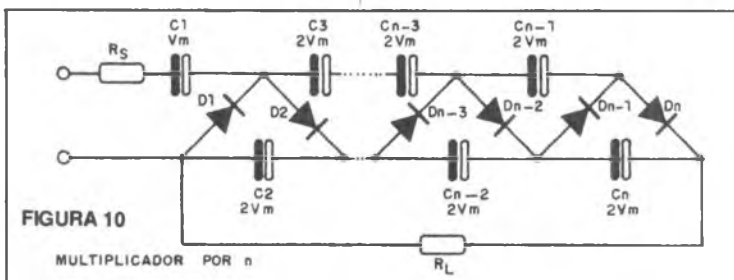 C1 C3 Cn-3 Cn-1
Vm 2Vm 2Vm 2Vm
RS
D1 D2 Dn-3 Dn-2 Dn-1 Dn
C2 Cn-2 Cn
2Vm 2Vm 2Vm
FIGURA 10
MULTIPLICADOR POR n
RL